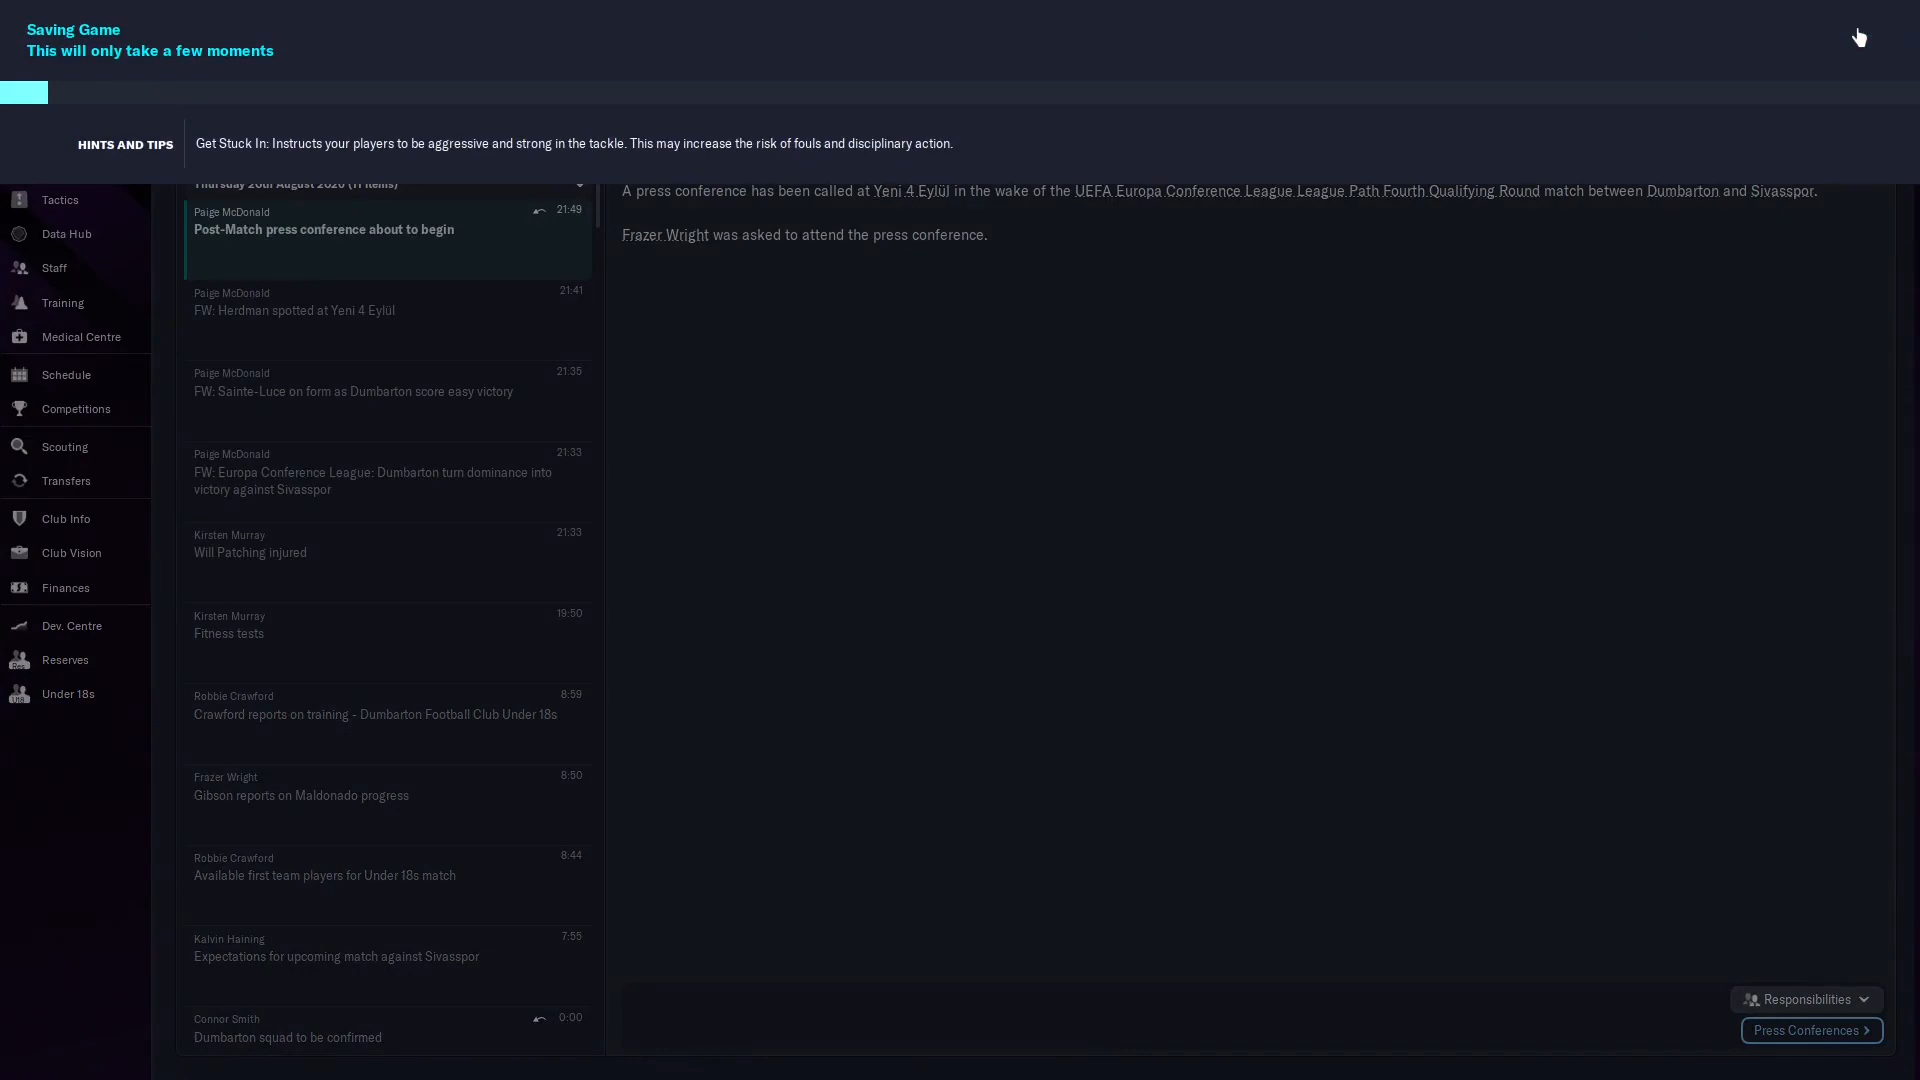 Saving Game
This will only take a few moments
HINTS AND TIPS
Get Stuck In: Instructs your players to be aggressive and strong in the tackle. This may increase the risk of fouls and disciplinary action.
Tactics
Data Hub
Staff
Training
Medical Centre
Schedule
Competitions
Scouting
Transfers
Club Info
Club Vision
Finances
Dev. Centre
Reserves
Under 18s
Paige McDonald 21:49
Post-Match press conference about to begin
Paige McDonald 21:41
FW: Herdman spotted at Yeni 4 Eylül
Paige McDonald 21:35
FW: Sainte-Luce on form as Dumbarton score easy victory
Paige McDonald 21:33
FW: Europa Conference League: Dumbarton turn dominance into
victory against Sivasspor
Kirsten Murray 21:33
Will Patching injured
Kirsten Murray 19:50
Fitness tests
Robbie Crawford 8:59
Crawford reports on training - Dumbarton Football Club Under 18s
Frazer Wright 8:50
Gibson reports on Maldonado progress
Robbie Crawford 8:44
Available first team players for Under 18s match
Kalvin Haining 7:55
Expectations for upcoming match against Sivasspor
Connor Smith 0:00
Dumbarton squad to be confirmed
A press conference has been called at Yeni 4 Eylül in the wake of the UEFA Europa Conference League League Path Fourth Qualifying Round match between Dumbarton and Sivasspor.
Frazer Wright was asked to attend the press conference.
Responsibilities
Press Conferences